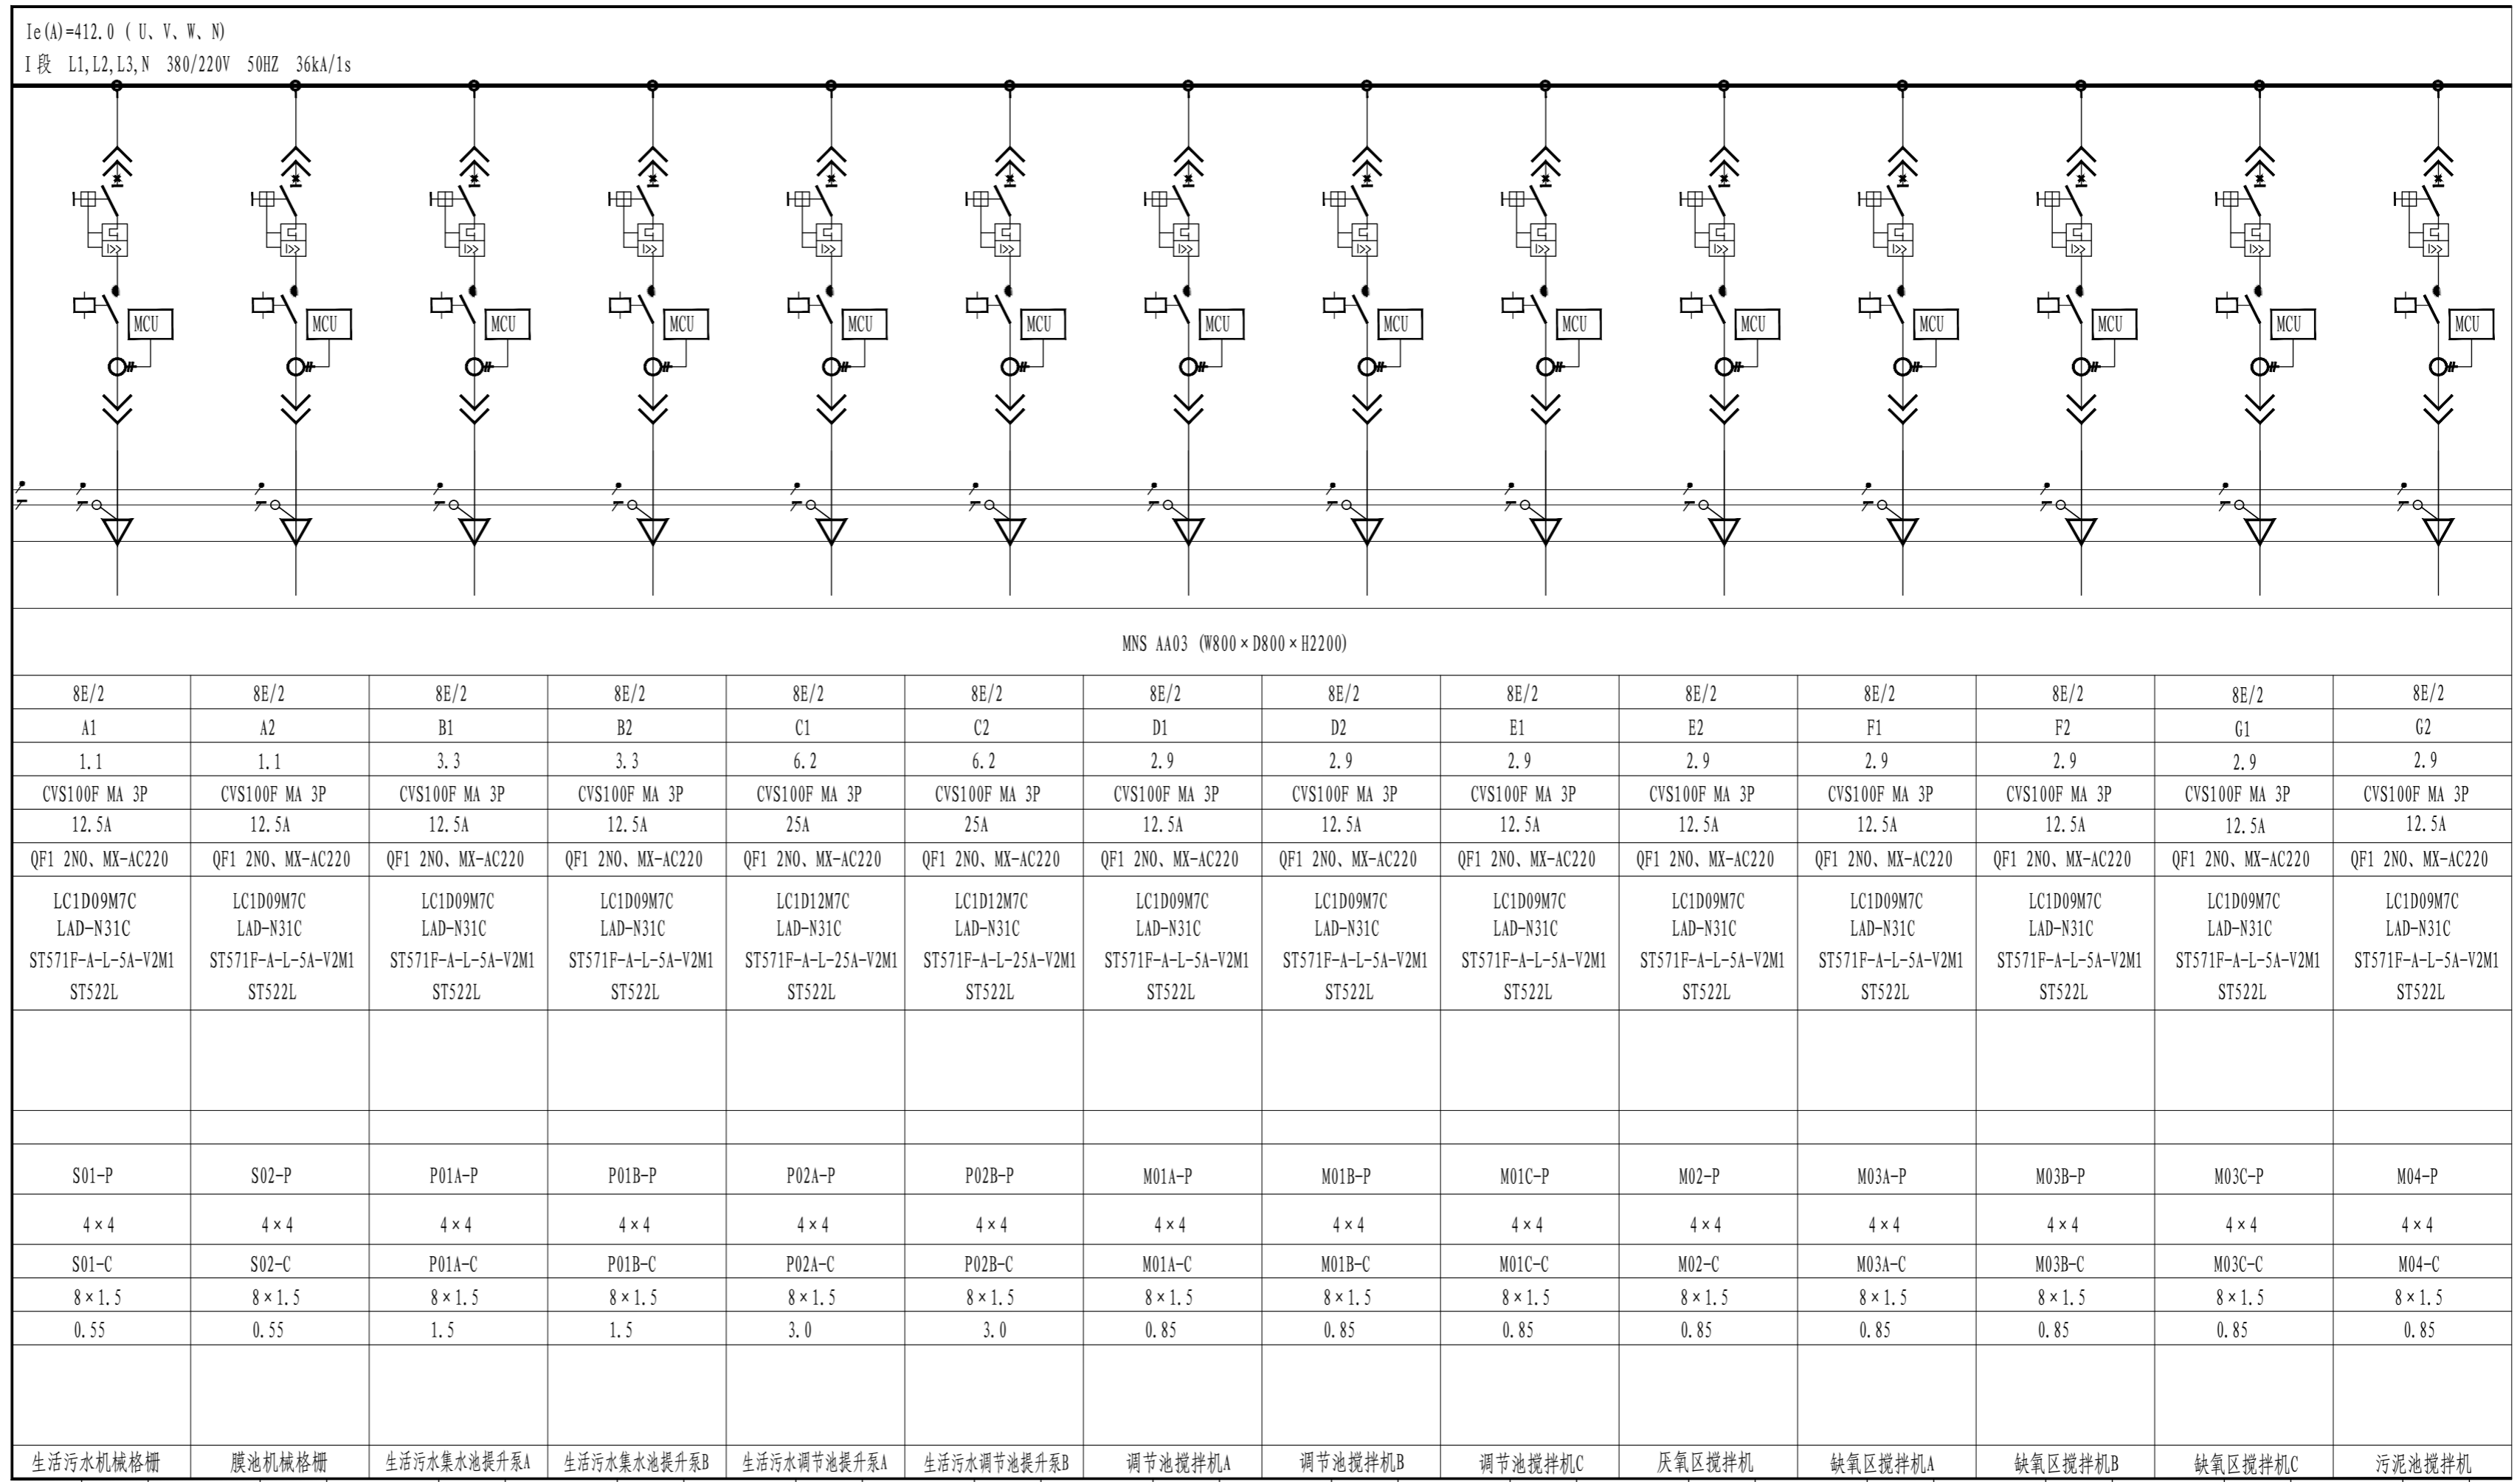 Ie(A)=412.0 ( U、V、W、N)
I 段 L1,L2,L3,N 380/220V 50HZ 36kA/1s
MCU MCU MCU MCU MCU MCU MCU MCU MCU MCU MCU MCU MCU MCU
I>> I>> I>> I>> I>> I>> I>> I>> I>> I>> I>> I>> I>> I>>
MNS AA03 (W800×D800×H2200)
8E/2 8E/2 8E/2 8E/2 8E/2 8E/2 8E/2 8E/2 8E/2 8E/2 8E/2 8E/2 8E/2 8E/2
A1 A2 B1 B2 C1 C2 D1 D2 E1 E2 F1 F2 G1 G2
1.1 1.1 3.3 3.3 6.2 6.2 2.9 2.9 2.9 2.9 2.9 2.9 2.9 2.9
CVS100F MA 3P CVS100F MA 3P CVS100F MA 3P CVS100F MA 3P CVS100F MA 3P CVS100F MA 3P CVS100F MA 3P CVS100F MA 3P CVS100F MA 3P CVS100F MA 3P CVS100F MA 3P CVS100F MA 3P CVS100F MA 3P CVS100F MA 3P
12.5A 12.5A 12.5A 12.5A 25A 25A 12.5A 12.5A 12.5A 12.5A 12.5A 12.5A 12.5A 12.5A
QF1 2NO、MX-AC220 QF1 2NO、MX-AC220 QF1 2NO、MX-AC220 QF1 2NO、MX-AC220 QF1 2NO、MX-AC220 QF1 2NO、MX-AC220 QF1 2NO、MX-AC220 QF1 2NO、MX-AC220 QF1 2NO、MX-AC220 QF1 2NO、MX-AC220 QF1 2NO、MX-AC220 QF1 2NO、MX-AC220 QF1 2NO、MX-AC220 QF1 2NO、MX-AC220
LC1D09M7C LC1D09M7C LC1D09M7C LC1D09M7C LC1D12M7C LC1D12M7C LC1D09M7C LC1D09M7C LC1D09M7C LC1D09M7C LC1D09M7C LC1D09M7C LC1D09M7C LC1D09M7C
LAD-N31C LAD-N31C LAD-N31C LAD-N31C LAD-N31C LAD-N31C LAD-N31C LAD-N31C LAD-N31C LAD-N31C LAD-N31C LAD-N31C LAD-N31C LAD-N31C
ST571F-A-L-5A-V2M1 ST571F-A-L-5A-V2M1 ST571F-A-L-5A-V2M1 ST571F-A-L-5A-V2M1 ST571F-A-L-25A-V2M1 ST571F-A-L-25A-V2M1 ST571F-A-L-5A-V2M1 ST571F-A-L-5A-V2M1 ST571F-A-L-5A-V2M1 ST571F-A-L-5A-V2M1 ST571F-A-L-5A-V2M1 ST571F-A-L-5A-V2M1 ST571F-A-L-5A-V2M1 ST571F-A-L-5A-V2M1
ST522L ST522L ST522L ST522L ST522L ST522L ST522L ST522L ST522L ST522L ST522L ST522L ST522L ST522L
S01-P S02-P P01A-P P01B-P P02A-P P02B-P M01A-P M01B-P M01C-P M02-P M03A-P M03B-P M03C-P M04-P
4×4 4×4 4×4 4×4 4×4 4×4 4×4 4×4 4×4 4×4 4×4 4×4 4×4 4×4
S01-C S02-C P01A-C P01B-C P02A-C P02B-C M01A-C M01B-C M01C-C M02-C M03A-C M03B-C M03C-C M04-C
8×1.5 8×1.5 8×1.5 8×1.5 8×1.5 8×1.5 8×1.5 8×1.5 8×1.5 8×1.5 8×1.5 8×1.5 8×1.5 8×1.5
0.55 0.55 1.5 1.5 3.0 3.0 0.85 0.85 0.85 0.85 0.85 0.85 0.85 0.85
生活污水机械格栅 膜池机械格栅 生活污水集水池提升泵A 生活污水集水池提升泵B 生活污水调节池提升泵A 生活污水调节池提升泵B 调节池搅拌机A 调节池搅拌机B 调节池搅拌机C 厌氧区搅拌机 缺氧区搅拌机A 缺氧区搅拌机B 缺氧区搅拌机C 污泥池搅拌机